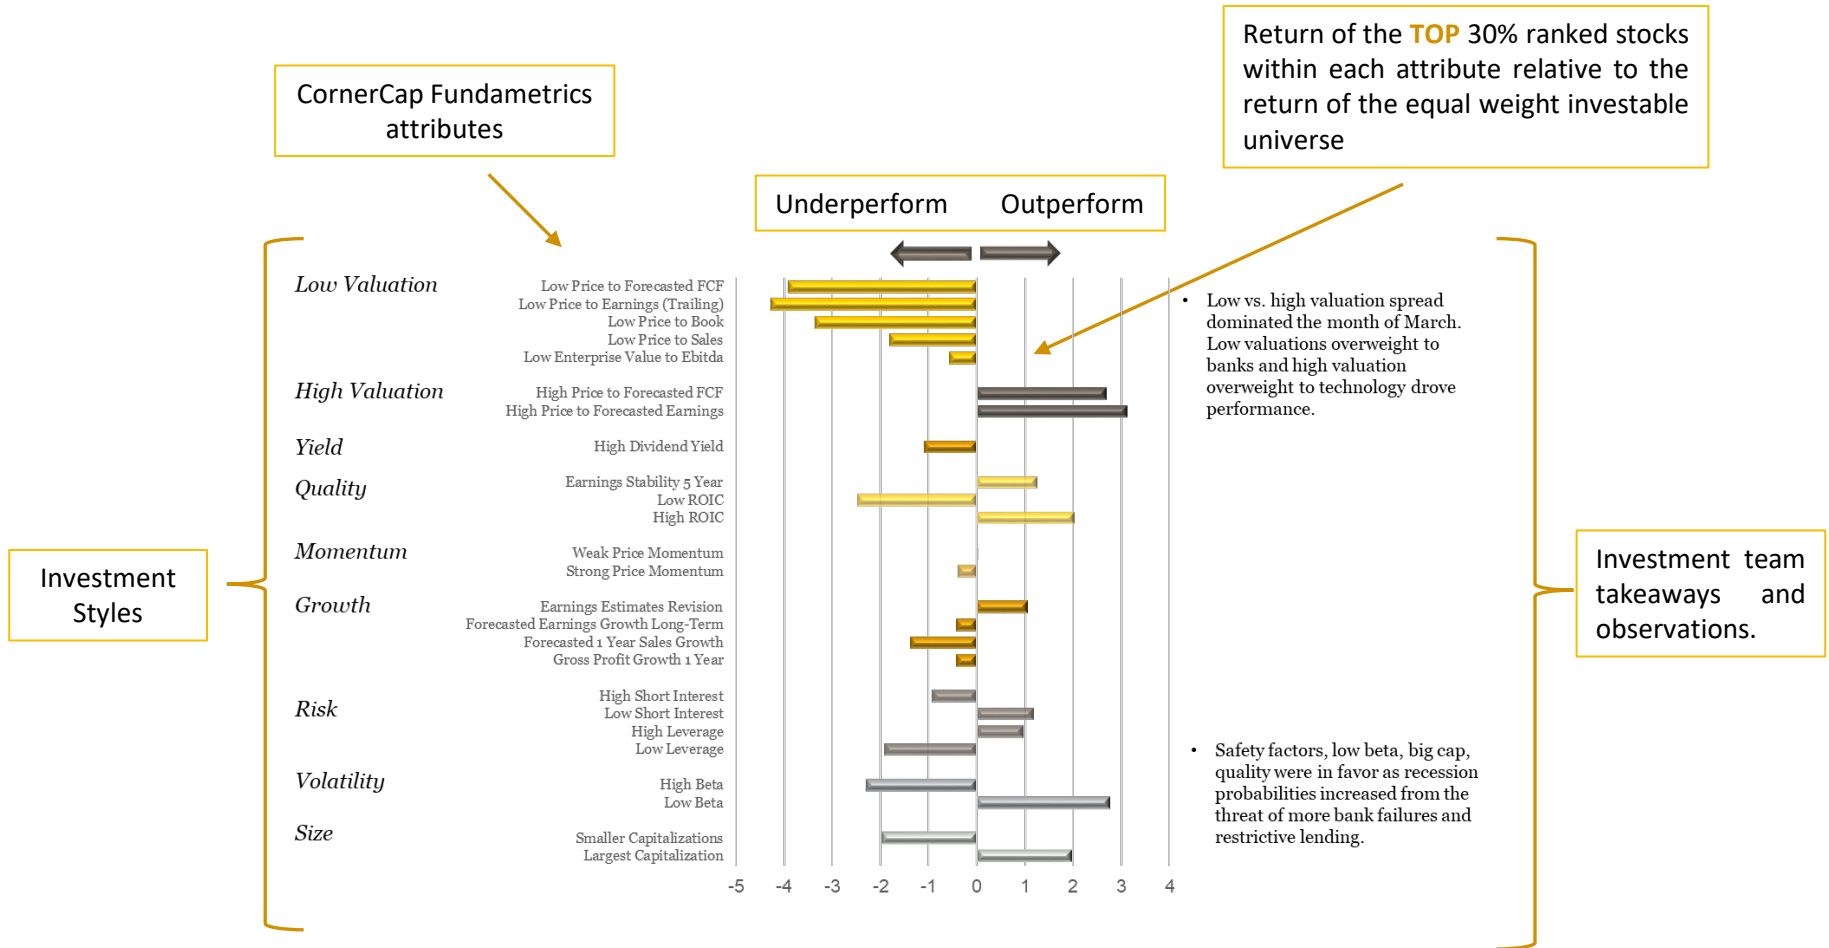 Return of the TOP 30% ranked stocks
within each attribute relative to the
return of the equal weight investable
universe
CornerCap Fundametrics
attributes
Underperform Outperform
Low Valuation
Low Price to Forecasted FCF
Low Price to Earnings (Trailing)
Low Price to Book
Low Price to Sales
Low Enterprise Value to Ebitda
High Valuation
High Price to Forecasted FCF
High Price to Forecasted Earnings
Yield
High Dividend Yield
Quality
Earnings Stability 5 Year
Low ROIC
High ROIC
Momentum
Weak Price Momentum
Strong Price Momentum
Growth
Earnings Estimates Revision
Forecasted Earnings Growth Long-Term
Forecasted 1 Year Sales Growth
Gross Profit Growth 1 Year
Risk
High Short Interest
Low Short Interest
High Leverage
Low Leverage
Volatility
High Beta
Low Beta
Size
Smaller Capitalizations
Largest Capitalization
-5 -4 -3 -2 -1 0 1 2 3 4
• Low vs. high valuation spread
dominated the month of March.
Low valuations overweight to
banks and high valuation
overweight to technology drove
performance.
• Safety factors, low beta, big cap,
quality were in favor as recession
probabilities increased from the
threat of more bank failures and
restrictive lending.
Investment
Styles
Investment team
takeaways and
observations.